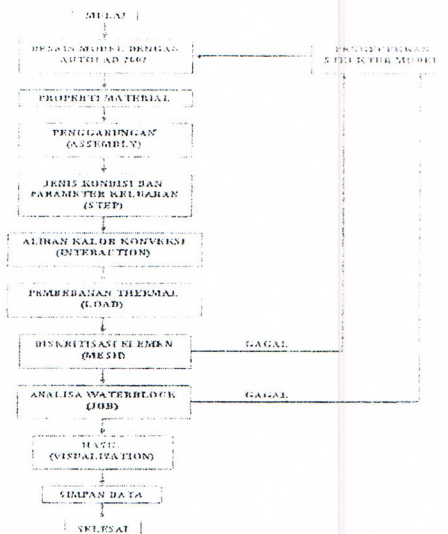 MULAI
DESAIN MODEL DENGAN
AUTOCAD 2007
PENGECEKAN
STRUKTUR MODEL
PROPERTI MATERIAL
PENGGABUNGAN
(ASSEMBLY)
JENIS KONDISI DAN
PARAMETER KELUARAN
(STEP)
ALIRAN KALOR KONVEKSI
(INTERACTION)
PEMBEBANAN THERMAL
(LOAD)
DISKRITISASI ELEMEN
(MESH)
GAGAL
ANALISA WATERBLOCK
(JOB)
GAGAL
HASIL
(VISUALIZATION)
SIMPAN DATA
SELESAI